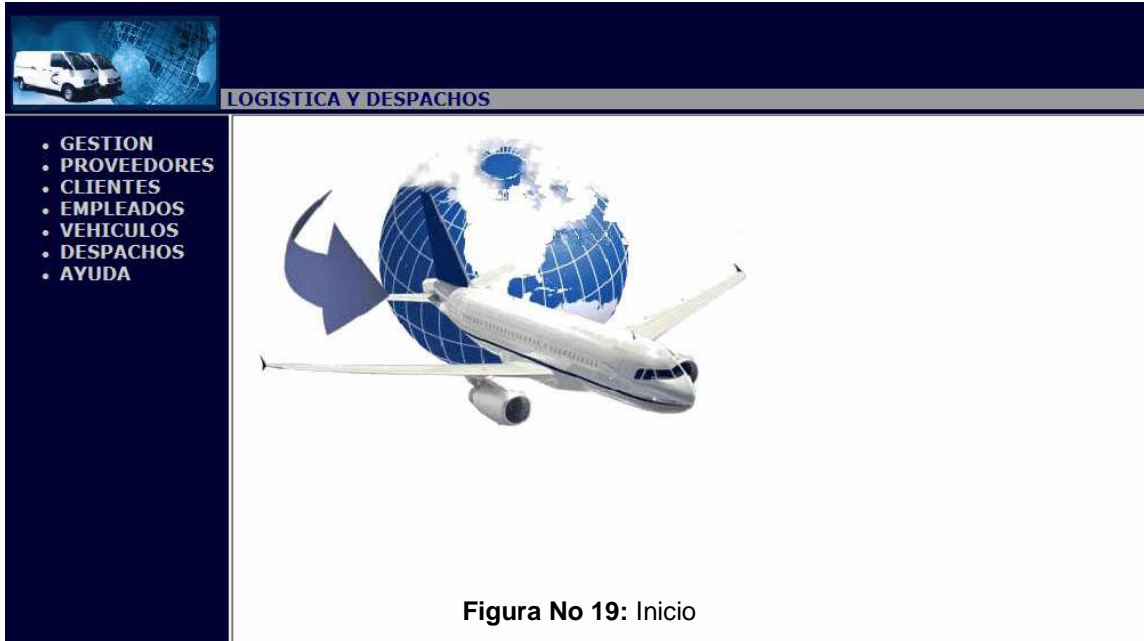 LOGISTICA Y DESPACHOS
• GESTION
• PROVEEDORES
• CLIENTES
• EMPLEADOS
• VEHICULOS
• DESPACHOS
• AYUDA
Figura No 19: Inicio